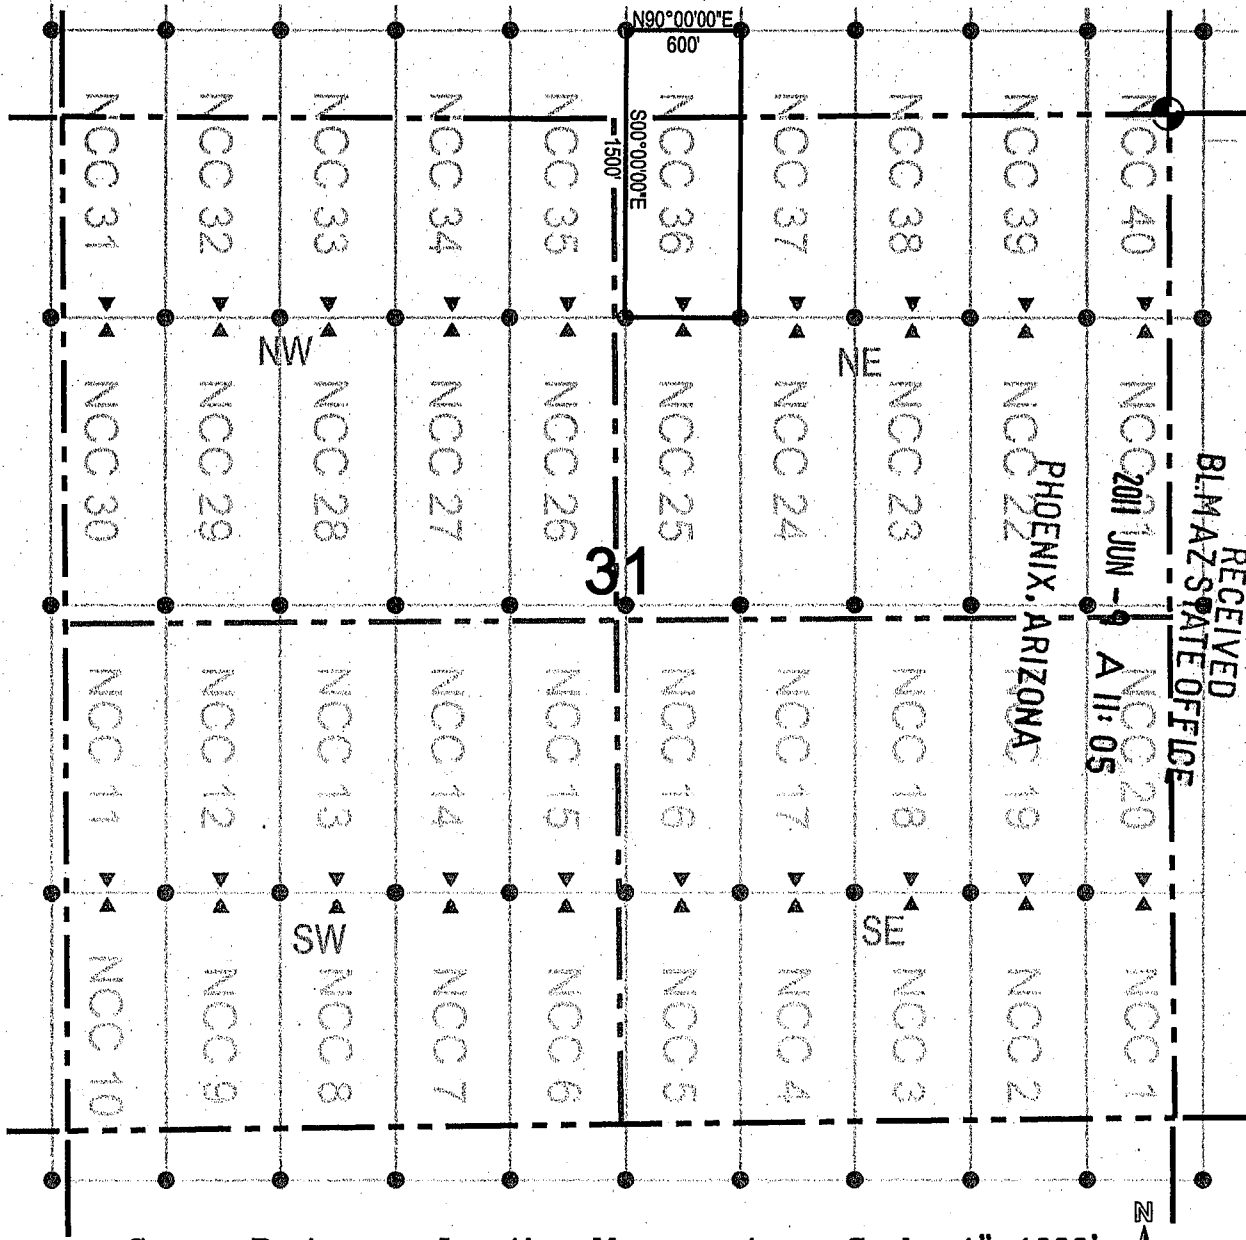 N90°00'00"E
600'
S00°00'00"E
1500'
NCC 31
NCC 32
NCC 33
NCC 34
NCC 35
NCC 36
NCC 37
NCC 38
NCC 39
NCC 40
NW
NE
NCC 30
NCC 29
NCC 28
NCC 27
NCC 26
NCC 25
NCC 24
NCC 23
NCC 22
NCC 21
31
RECEIVED
BLM AZ STATE OFFICE
2011 JUN -9 A 11: 05
PHOENIX, ARIZONA
NCC 11
NCC 12
NCC 13
NCC 14
NCC 15
NCC 16
NCC 17
NCC 18
NCC 19
NCC 20
SW
SE
NCC 10
NCC 9
NCC 8
NCC 7
NCC 6
NCC 5
NCC 4
NCC 3
NCC 2
NCC 1
N